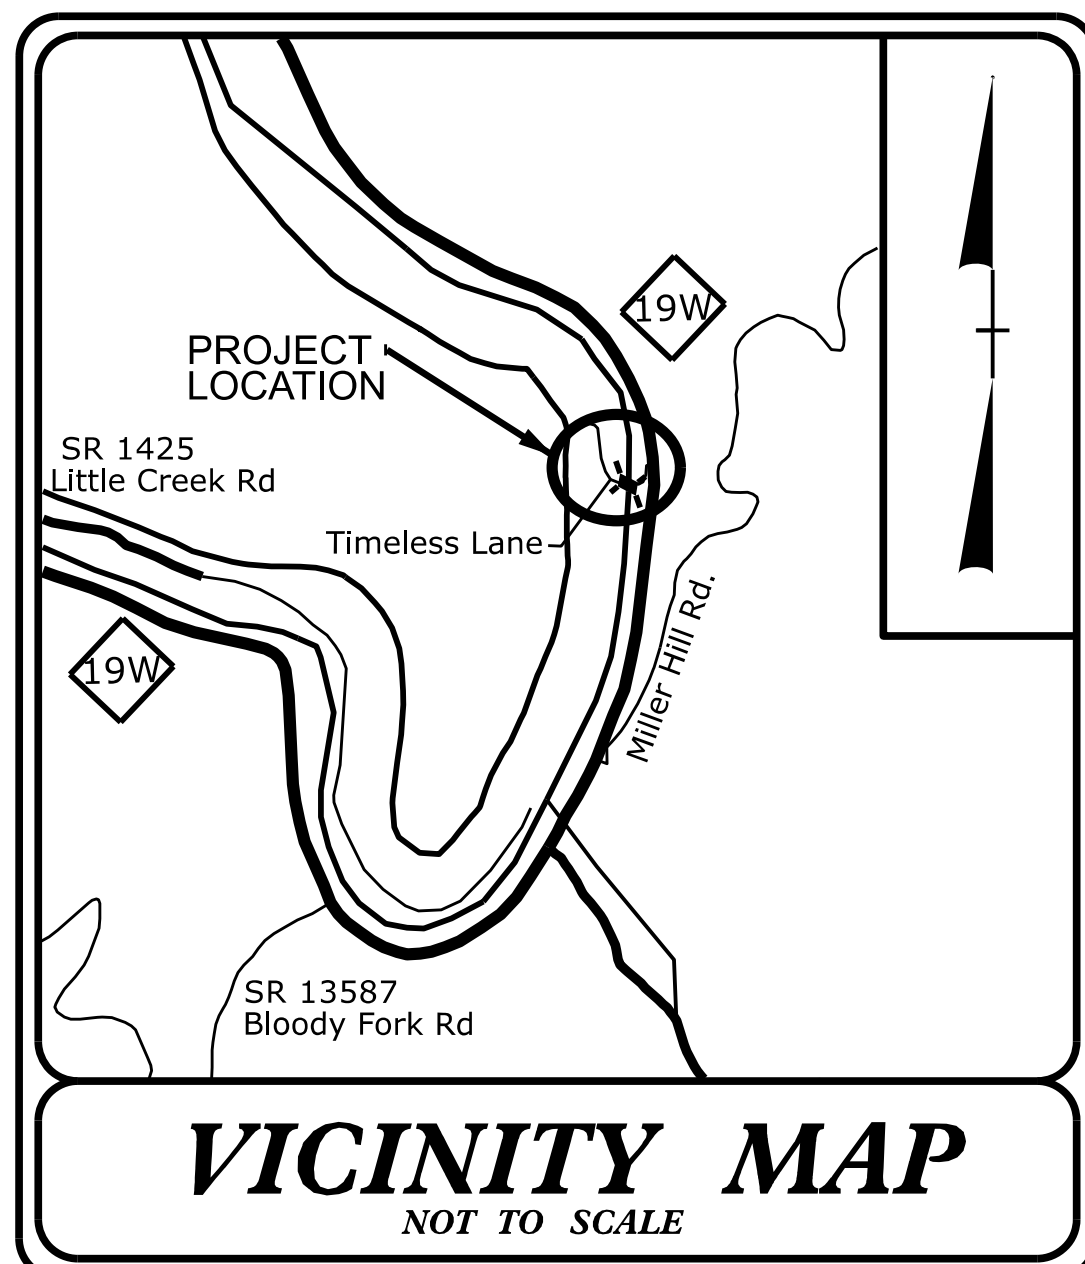 19W
PROJECT
LOCATION
SR 1425
Little Creek Rd
Timeless Lane
Miller Hill Rd.
19W
SR 13587
Bloody Fork Rd
VICINITY MAP
NOT TO SCALE